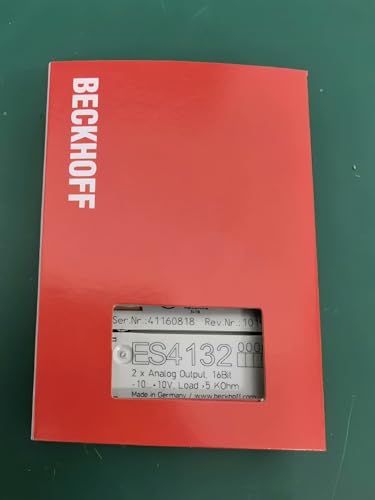 BECKHOFF
Ser.Nr.:41160818 Rev.Nr.:101
ES4132
2 x Analog Output, 16Bit
-10...+10V, Load >5 KOhm
Made in Germany / www.beckhoff.com